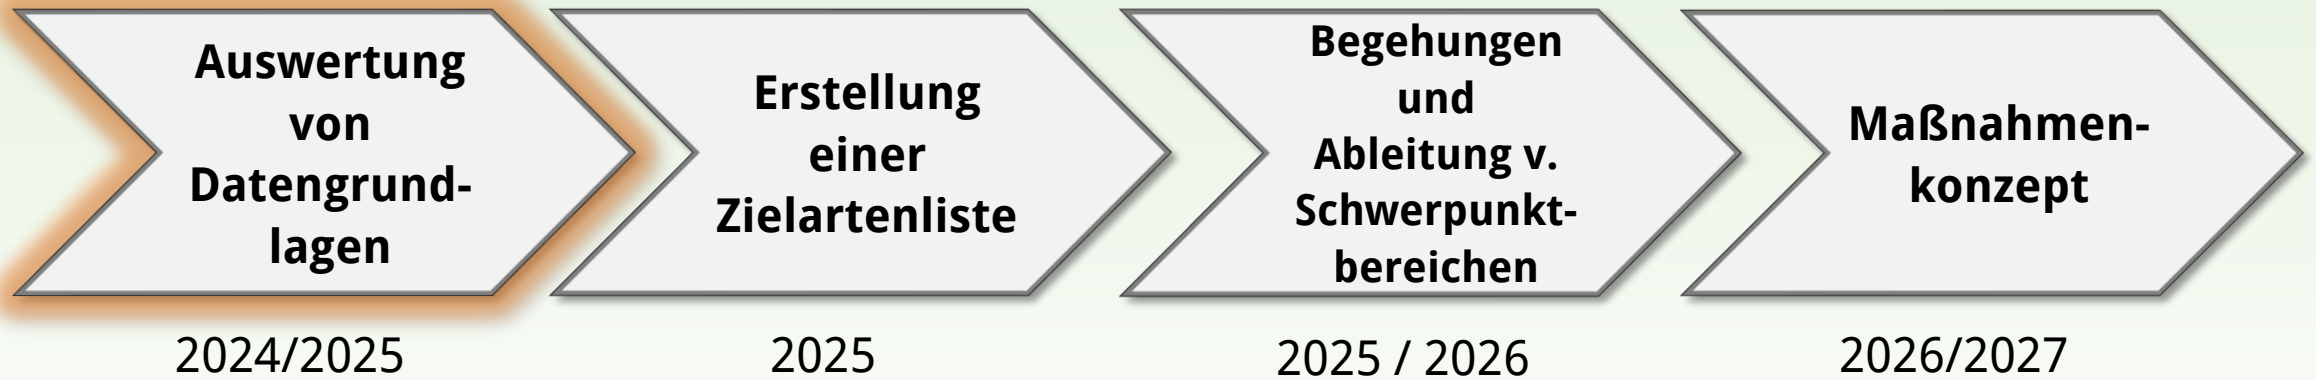 Auswertung
von
Datengrund-
lagen
2024/2025
Erstellung
einer
Zielartenliste
2025
Begehungen
und
Ableitung v.
Schwerpunkt-
bereichen
2025 / 2026
Maßnahmen-
konzept
2026/2027